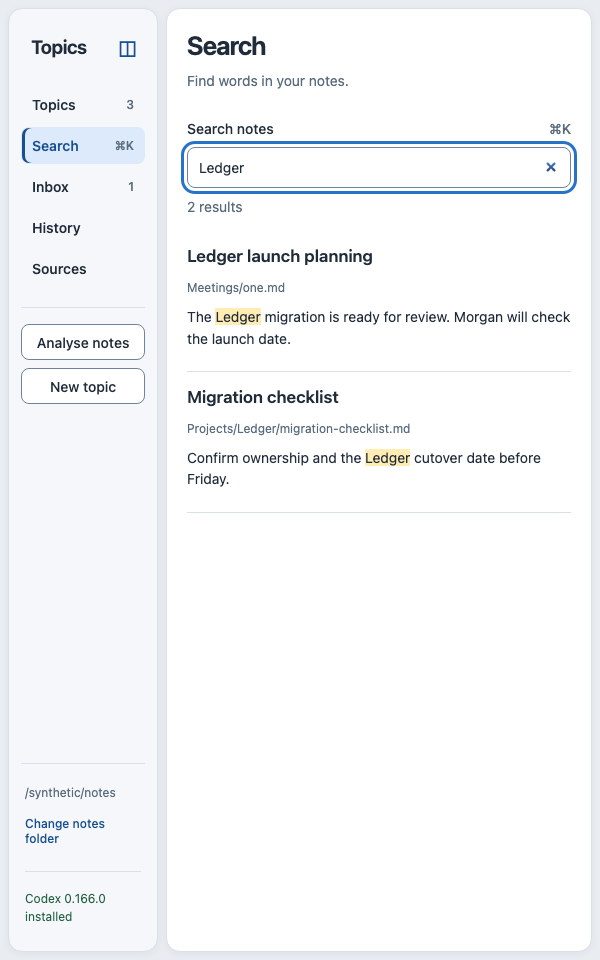 Topics
Topics 3
Search ⌘K
Inbox 1
History
Sources
Analyse notes
New topic
/synthetic/notes
Change notes
folder
Codex 0.166.0
installed
Search
Find words in your notes.
Search notes ⌘K
Ledger ×
2 results
Ledger launch planning
Meetings/one.md
The Ledger migration is ready for review. Morgan will check
the launch date.
Migration checklist
Projects/Ledger/migration-checklist.md
Confirm ownership and the Ledger cutover date before
Friday.